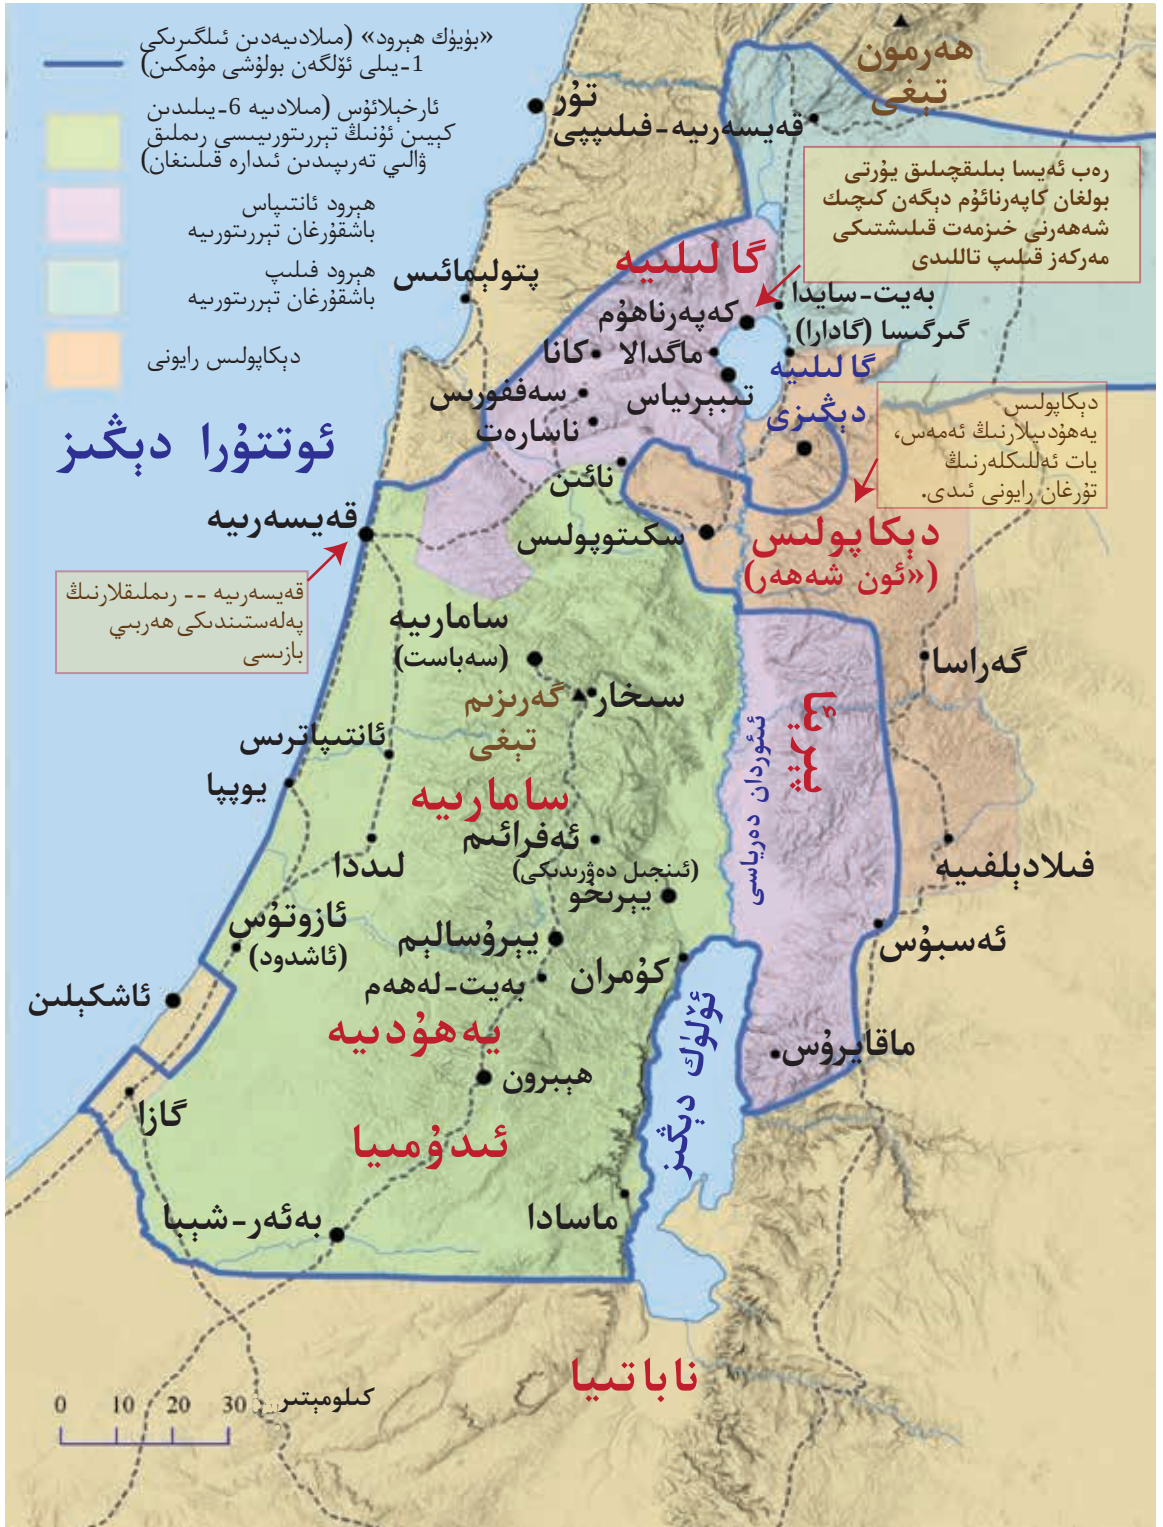 «بۈيۈك ھېرود» (مىلادىيەدىن ئىلگىرىكى
1-يىلى ئۆلگەن بولۇشى مۇمكىن)
ئارخېلائۇس (مىلادىيە 6-يىلىدىن
كېيىن ئۇنىڭ تېررىتورىيىسى رىملىق
ۋالىي تەرىپىدىن ئىدارە قىلىنغان)
ھېرود ئانتىپاس
باشقۇرغان تېررىتورىيە
ھېرود فىلىپ
باشقۇرغان تېررىتورىيە
دېكاپولىس رايونى
ھەرمون
تېغى
تۇر
قەيسەرىيە-فىلىپپى
رەب ئەيسا بىلىقچىلىق يۇرتى
بولغان كاپەرنائۇم دېگەن كىچىك
شەھەرنى خىزمەت قىلىشتىكى
مەركەز قىلىپ تاللىدى
گالىلىيە
پتولېمائىس
بەيت-سايدا
كەپەرناھۇم
گىرگىسا (گادارا)
كانا
ماگدالا
گالىلىيە
دېڭىزى
تىبېرىياس
سەففورىس
ناسارەت
دېكاپولىس
يەھۇدىيلارنىڭ ئەمەس،
يات ئەللىكلەرنىڭ
تۇرغان رايونى ئىدى.
ئوتتۇرا دېڭىز
نائىن
قەيسەرىيە
سكىتوپولىس
دېكاپولىس
(«ئون شەھەر)
قەيسەرىيە -- رىملىقلارنىڭ
پەلەستىندىكى ھەربىي
بازىسى
سامارىيە
(سەباست)
گەراسا
سىخار
گەرىزىم
تېغى
پېرىئا
ئىئوردان دەرياسى
ئانتىپاترىس
يوپپا
سامارىيە
ئەفرائىم
لىددا
فىلادېلفىيە
(ئىنجىل دەۋرىدىكى)
يېرىخو
ئازوتۇس
(ئاشدود)
يېرۇسالېم
ئەسبۇس
كۇمران
بەيت-لەھەم
ئاشكېلىن
ئۆلۈك دېڭىز
يەھۇدىيە
ماقايرۇس
ھېبرون
گازا
ئىدۇمىيا
ماسادا
بەئەر-شېبا
ناباتىيا
كىلومېتىر
0 10 20 30